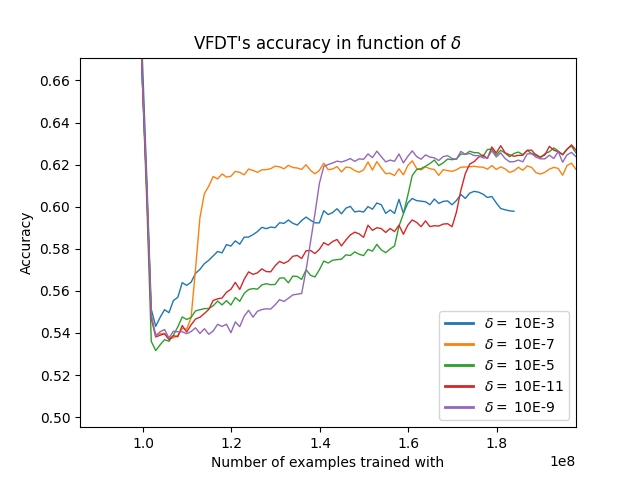 VFDT's accuracy in function of δ
0.66
0.64
0.62
0.60
0.58
0.56
0.54
0.52
0.50
Accuracy
δ = 10E-3
δ = 10E-7
δ = 10E-5
δ = 10E-11
δ = 10E-9
1.0 1.2 1.4 1.6 1.8
1e8
Number of examples trained with